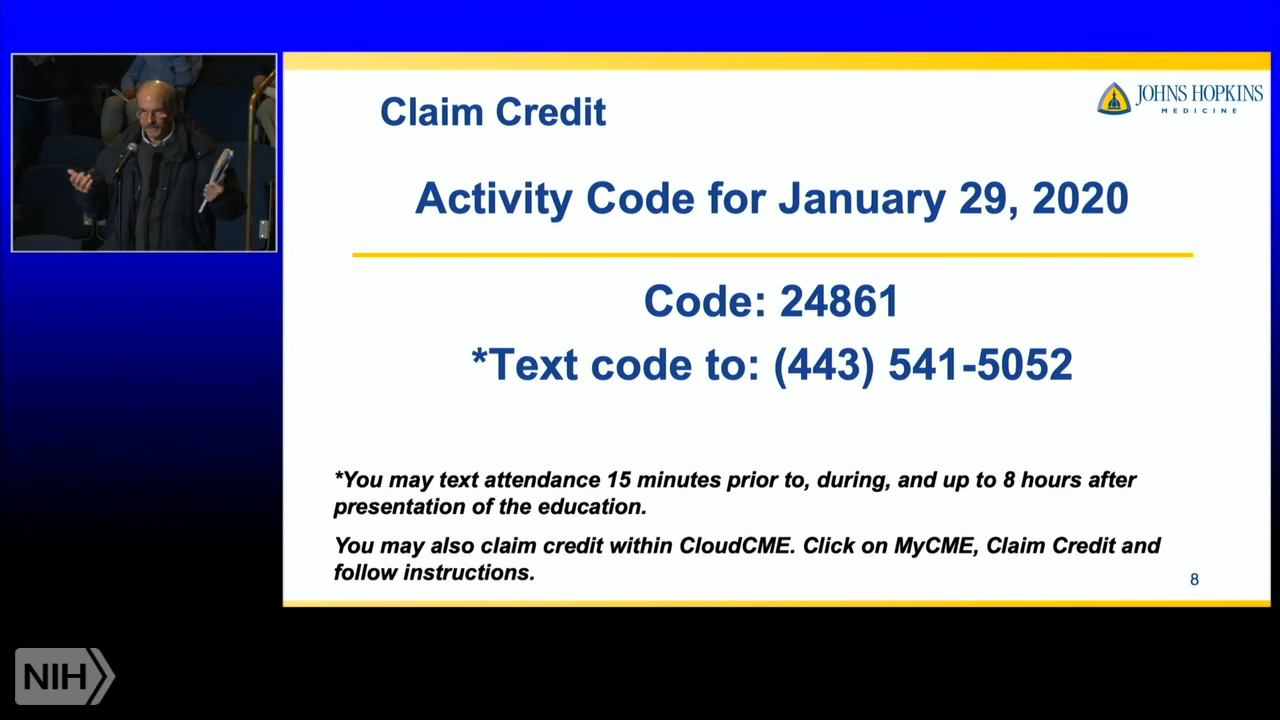 Claim Credit
JOHNS HOPKINS
MEDICINE
Activity Code for January 29, 2020
Code: 24861
*Text code to: (443) 541-5052
*You may text attendance 15 minutes prior to, during, and up to 8 hours after
presentation of the education.
You may also claim credit within CloudCME. Click on MyCME, Claim Credit and
follow instructions.
8
NIH